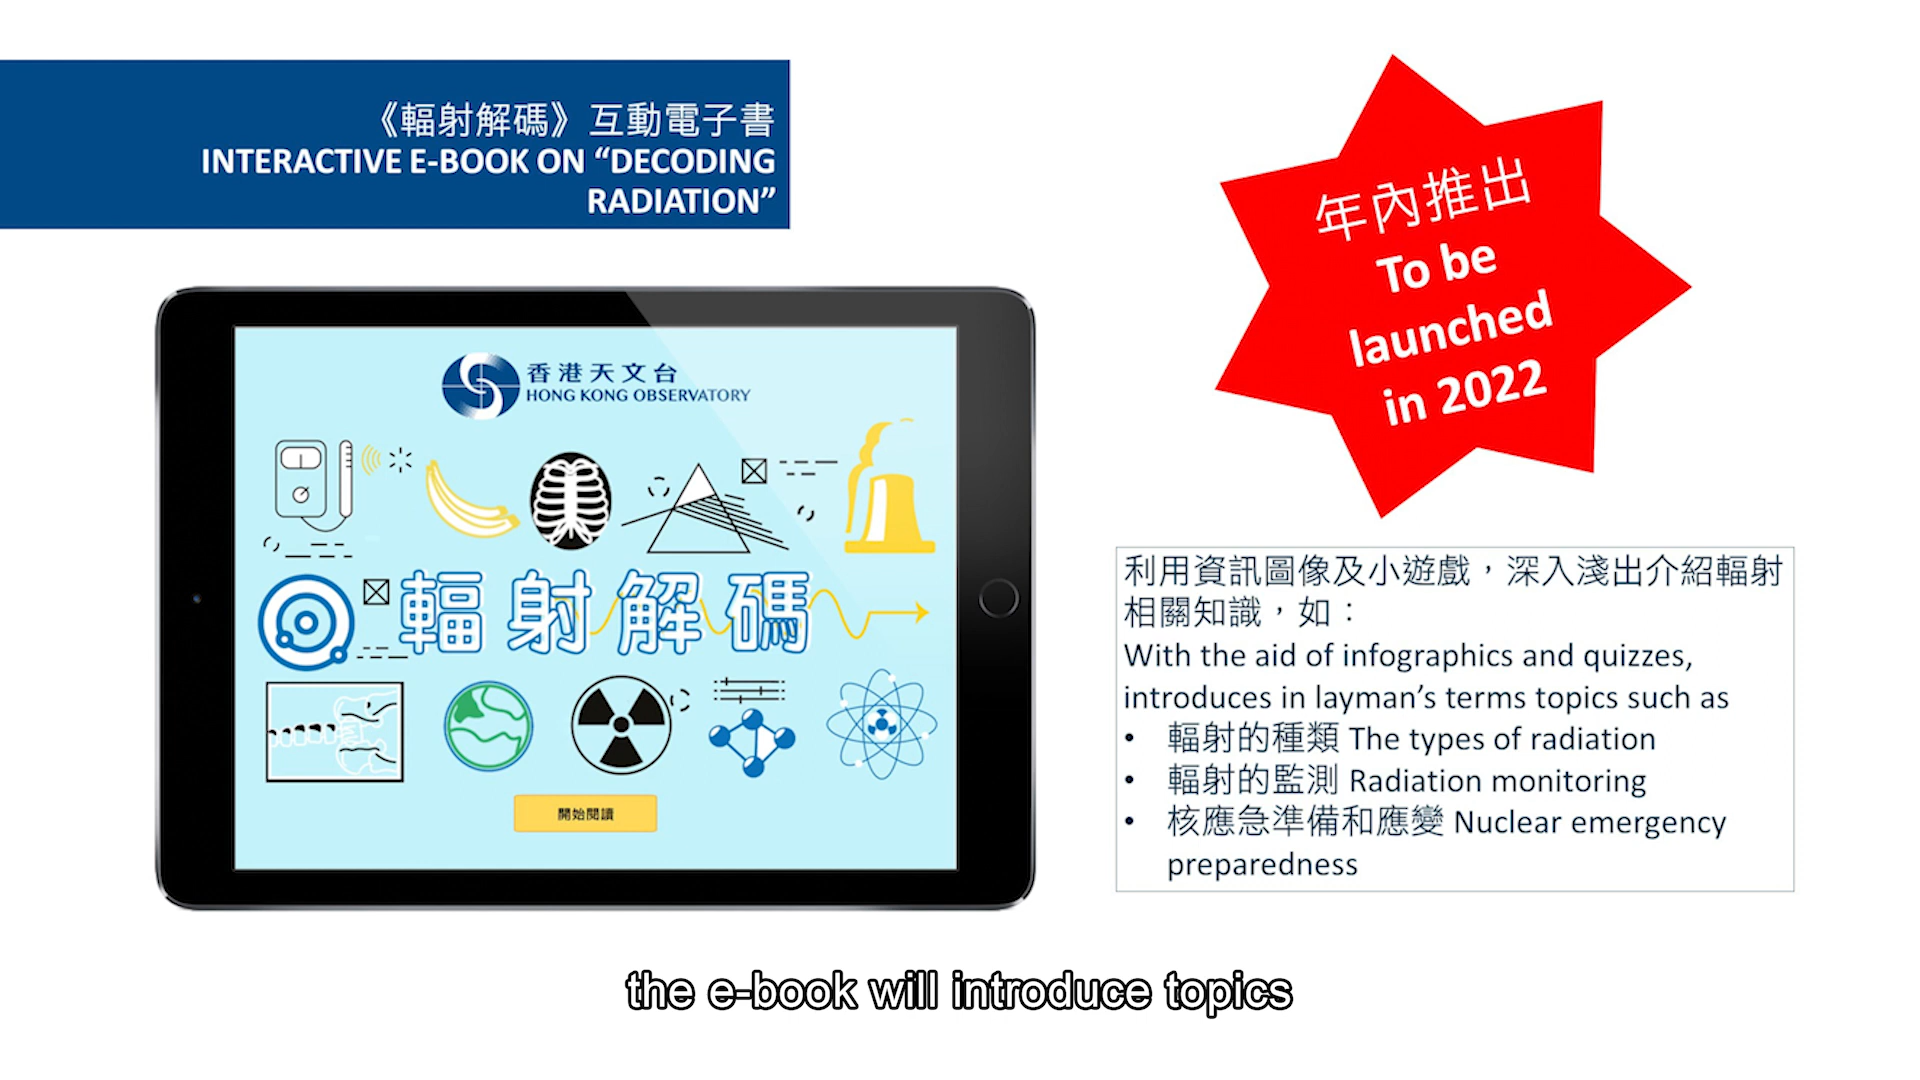 《輻射解碼》互動電子書
INTERACTIVE E-BOOK ON “DECODING
RADIATION”
年內推出
To be
launched
in 2022
香港天文台
HONG KONG OBSERVATORY
輻射解碼
開始閱讀
利用資訊圖像及小遊戲，深入淺出介紹輻射
相關知識，如：
With the aid of infographics and quizzes,
introduces in layman’s terms topics such as
• 輻射的種類 The types of radiation
• 輻射的監測 Radiation monitoring
• 核應急準備和應變 Nuclear emergency
preparedness
the e-book will introduce topics